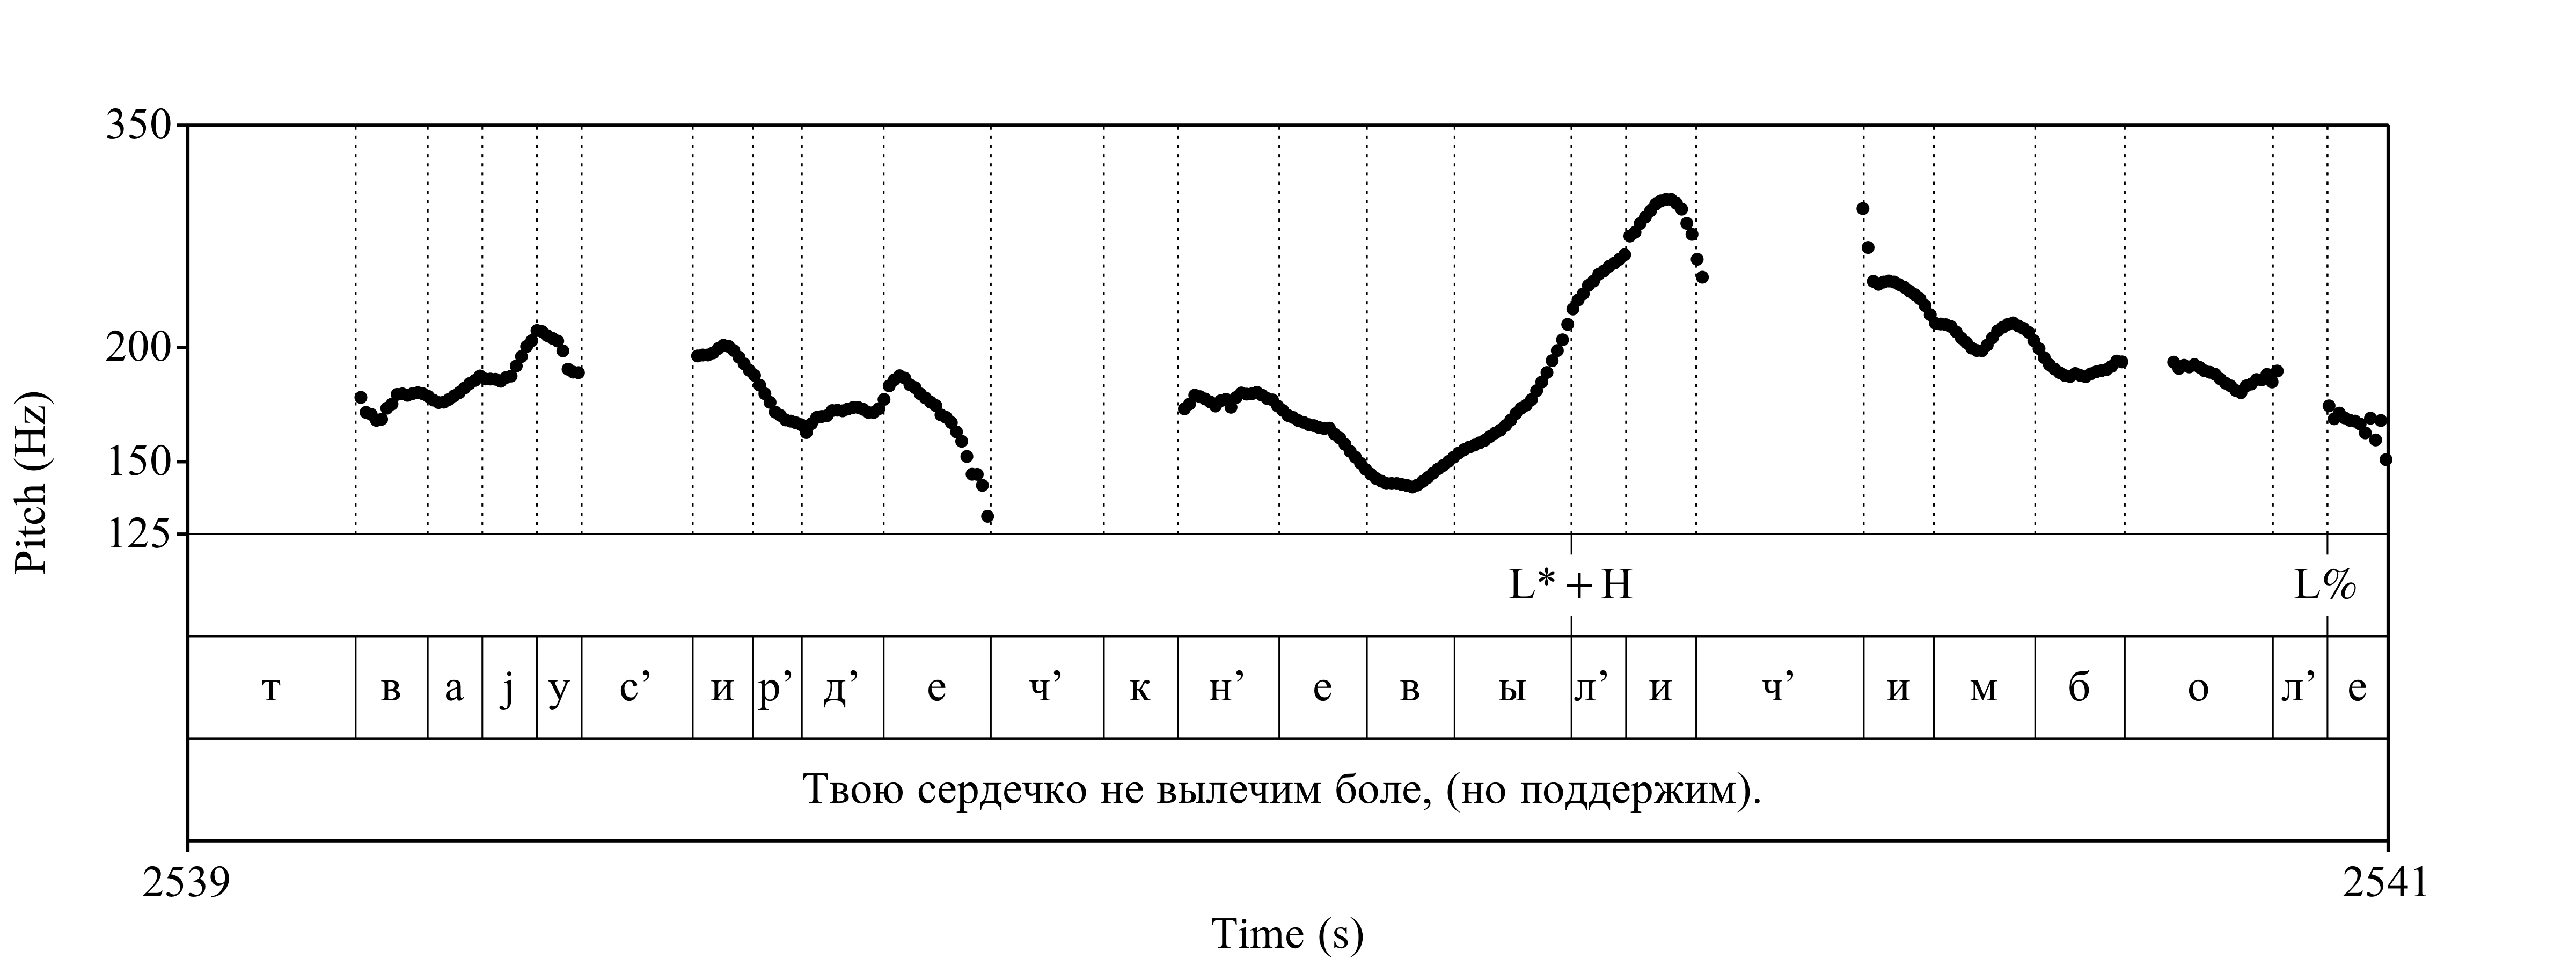 350
200
150
125
Pitch (Hz)
L* + H L%
т в а j у с’ и р’ д’ е ч’ к н’ е в ы л’ и ч’ и м б о л’ е
Твою сердечко не вылечим боле, (но поддержим).
2539 2541
Time (s)